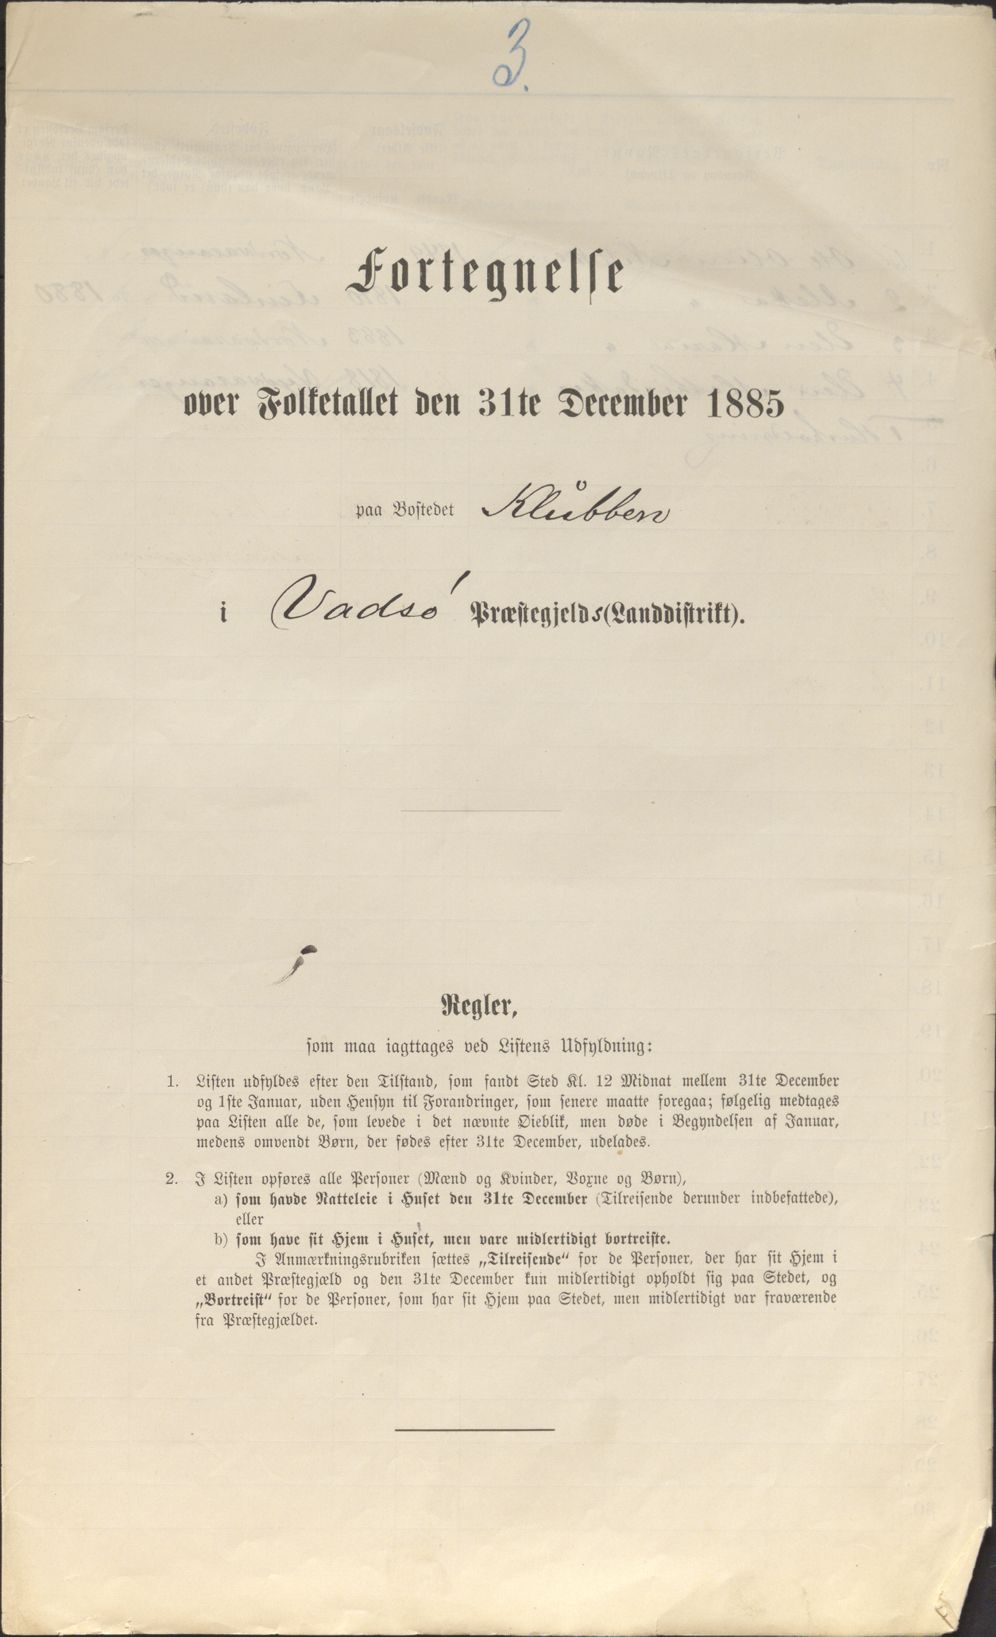 3.
Fortegnelse
over Folketallet den 31te December 1885
paa Bostedet Klubben
i Vadsø Præstegjelds (Landdistrikt).
Regler,
som maa iagttages ved Listens Udfyldning:
1. Listen udfyldes efter den Tilstand, som fandt Sted Kl. 12 Midnat mellem 31te December
og 1ste Januar, uden Hensyn til Forandringer, som senere maatte foregaa; følgelig medtages
paa Listen alle de, som levede i det nævnte Øieblik, men døde i Begyndelsen af Januar,
medens omvendt Børn, der fødes efter 31te December, udelades.
2. I Listen opføres alle Personer (Mænd og Kvinder, Voxne og Børn),
a) som havde Natteleie i Huset den 31te December (Tilreisende derunder indbefattede),
eller
b) som have sit Hjem i Huset, men vare midlertidigt bortreiste.
I Anmærkningsrubriken sættes „Tilreisende“ for de Personer, der har sit Hjem i
et andet Præstegjæld og den 31te December kun midlertidigt opholdt sig paa Stedet, og
„Bortreist“ for de Personer, som har sit Hjem paa Stedet, men midlertidigt var fraværende
fra Præstegjældet.